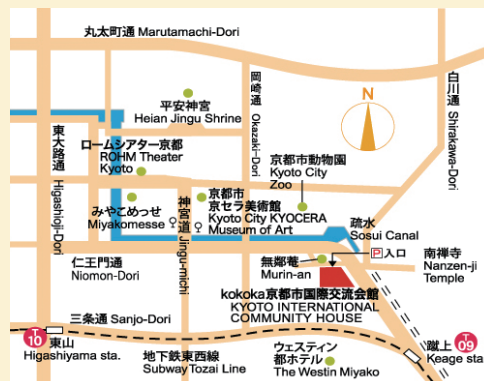 丸太町通 Marutamachi-Dori
N
平安神宮
Heian Jingu Shrine
岡崎通 Okazaki-Dori
白川通 Shirakawa-Dori
東大路通 Higashioji-Dori
ロームシアター京都
ROHM Theater
Kyoto
京都市動物園
Kyoto City
Zoo
みやこめっせ
Miyakomesse
神宮道 Jingu-michi
京都市
京セラ美術館
Kyoto City KYOCERA
Museum of Art
疏水
Sosui Canal
P 入口
南禅寺
Nanzen-ji
Temple
仁王門通
Niomon-Dori
無鄰菴
Murin-an
kokoka京都市国際交流会館
KYOTO INTERNATIONAL
COMMUNITY HOUSE
三条通 Sanjo-Dori
T
10
東山
Higashiyama sta.
地下鉄東西線
Subway Tozai Line
ウェスティン
都ホテル
The Westin Miyako
蹴上
Keage sta.
T
09